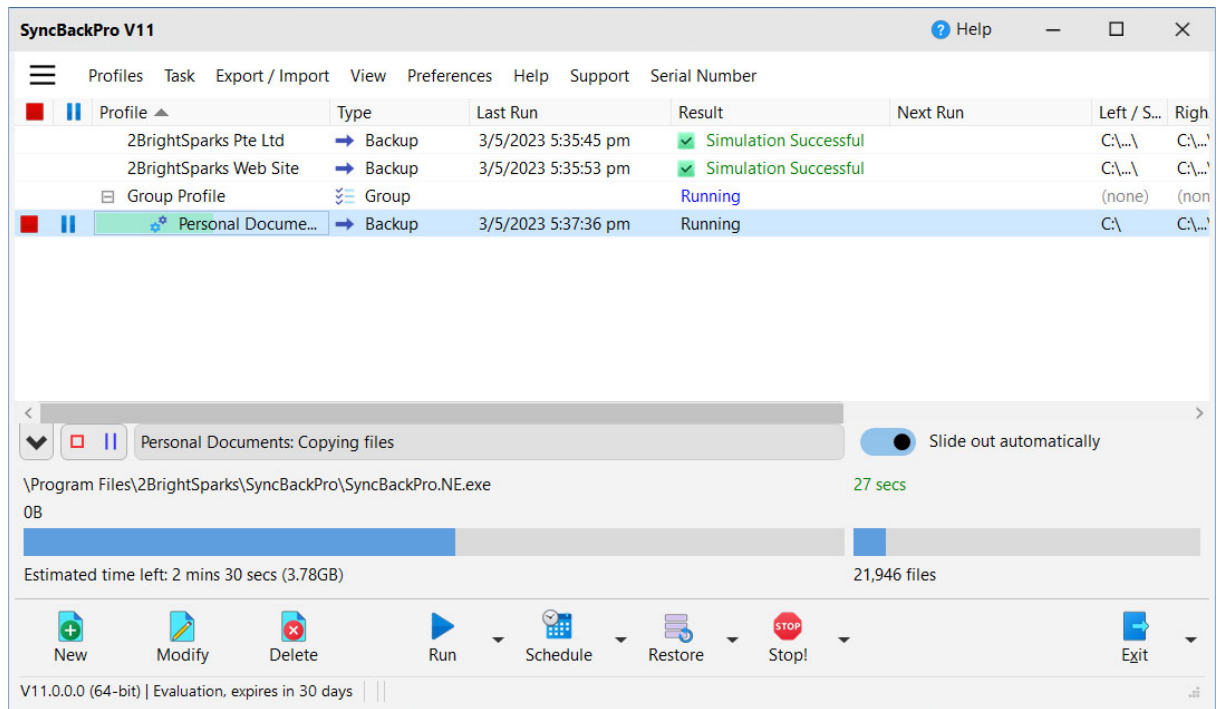 SyncBackPro V11 Help
Profiles Task Export / Import View Preferences Help Support Serial Number
Profile Type Last Run Result Next Run Left / S... Righ
2BrightSparks Pte Ltd Backup 3/5/2023 5:35:45 pm Simulation Successful C:\...\ C:\...\
2BrightSparks Web Site Backup 3/5/2023 5:35:53 pm Simulation Successful C:\...\ C:\...\
Group Profile Group Running (none) (non
Personal Docume... Backup 3/5/2023 5:37:36 pm Running C:\ C:\...\
Personal Documents: Copying files Slide out automatically
\Program Files\2BrightSparks\SyncBackPro\SyncBackPro.NE.exe 27 secs
0B
Estimated time left: 2 mins 30 secs (3.78GB) 21,946 files
STOP
New Modify Delete Run Schedule Restore Stop! Exit
V11.0.0.0 (64-bit) | Evaluation, expires in 30 days